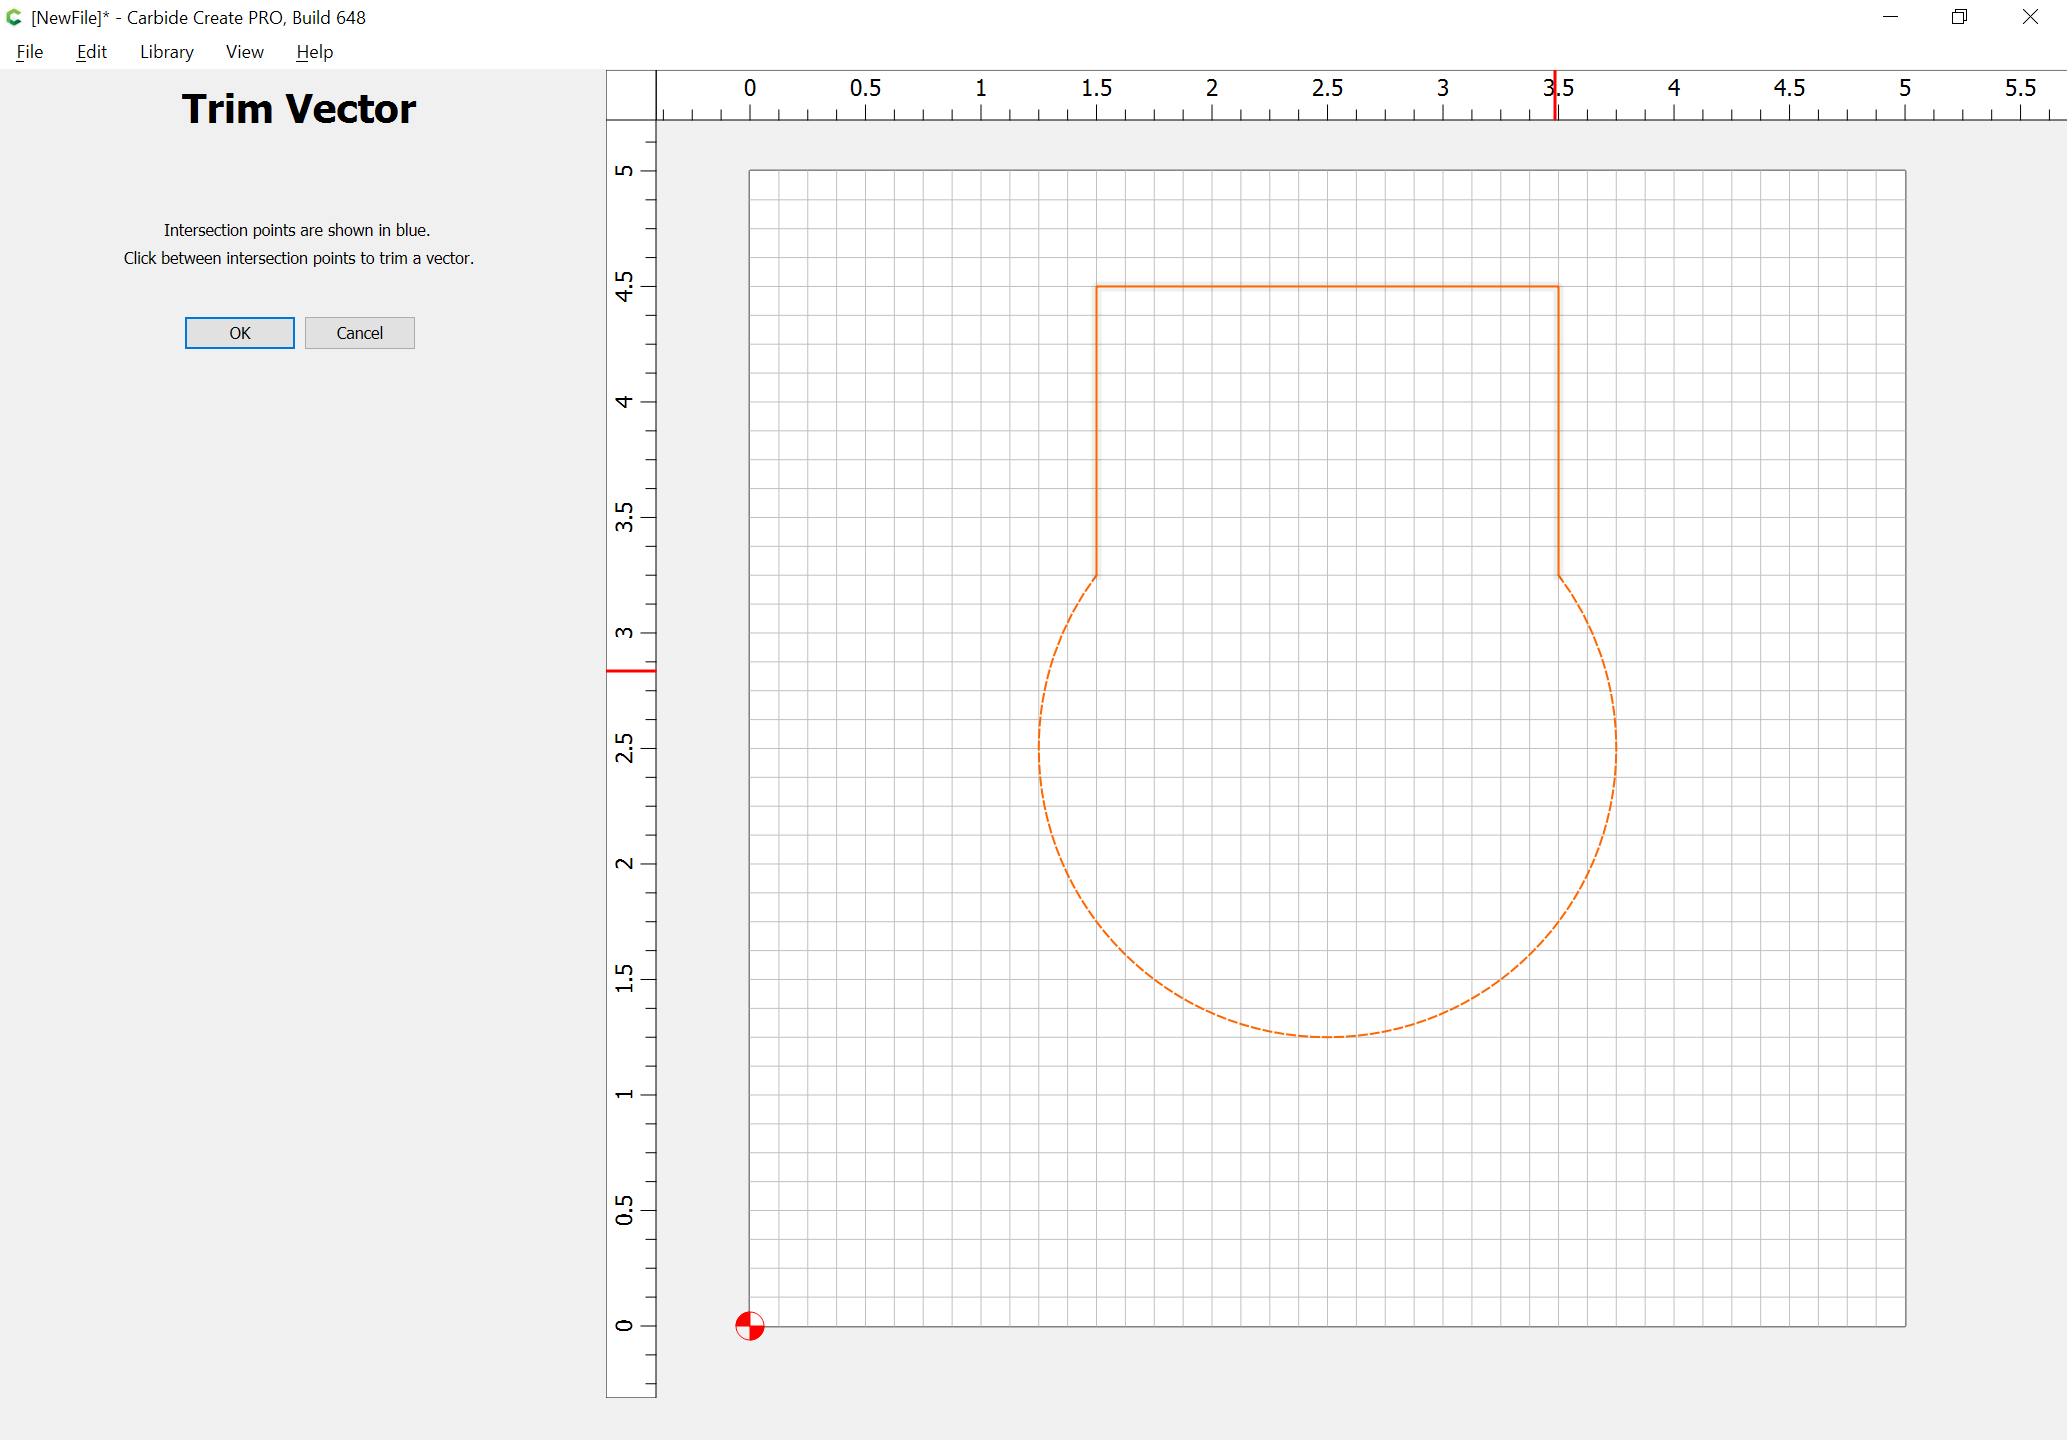 [NewFile]* - Carbide Create PRO, Build 648
File Edit Library View Help
Trim Vector
Intersection points are shown in blue.
Click between intersection points to trim a vector.
OK Cancel
0 0.5 1 1.5 2 2.5 3 3.5 4 4.5 5 5.5
5
4.5
4
3.5
3
2.5
2
1.5
1
0.5
0